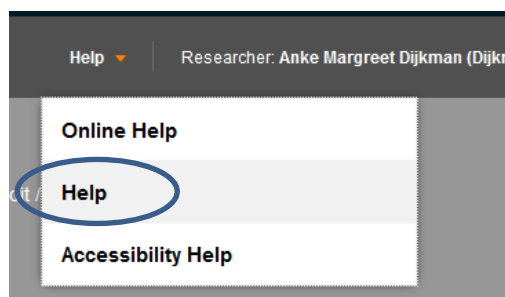 Help Researcher: Anke Margreet Dijkman
Online Help
Help
Accessibility Help